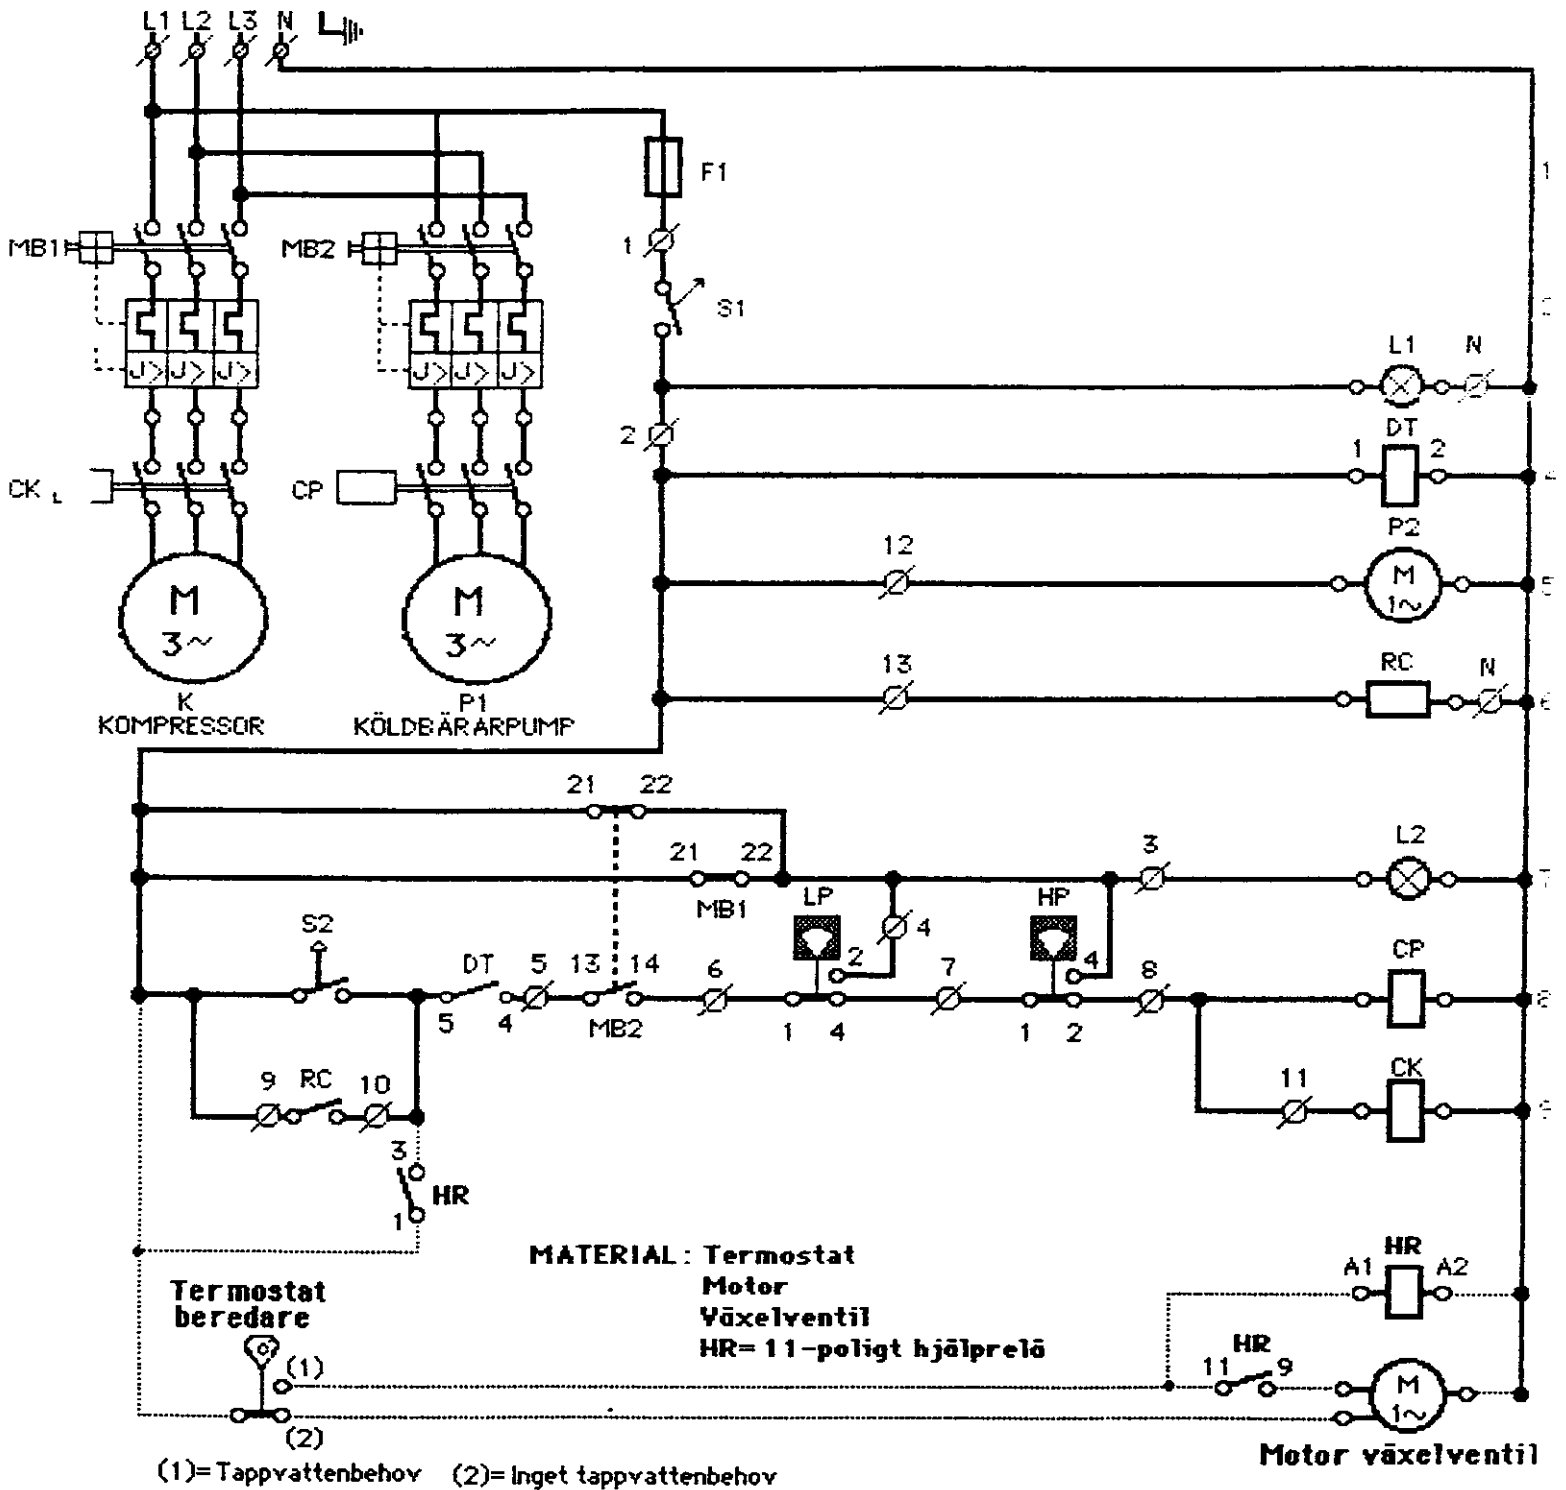 L1 L2 L3 N
F1
1
MB1 MB2 1
S1
L1 N
J> J> J> J> J> J>
2 DT
1 2
CK CP 4
P2
12
M 3~ M 3~ M 1~ 5
13 RC N
K P1 6
KOMPRESSOR KÖLDBÄRARPUMP
21 22
21 22 3 L2
MB1 LP HP 7
S2 4
DT 5 13 14 6 2 7 4 8 CP
5 4 MB2 1 4 1 2
9 RC 10 11 CK
3
HR
1
MATERIAL: Termostat
Motor
Växelventil
HR= 11-poligt hjälprelä
HR
A1 A2
Termostat
beredare
(1) HR
11 9 M
1~
(2)
Motor växelventil
(1)= Tappvattenbehov (2)= Inget tappvattenbehov